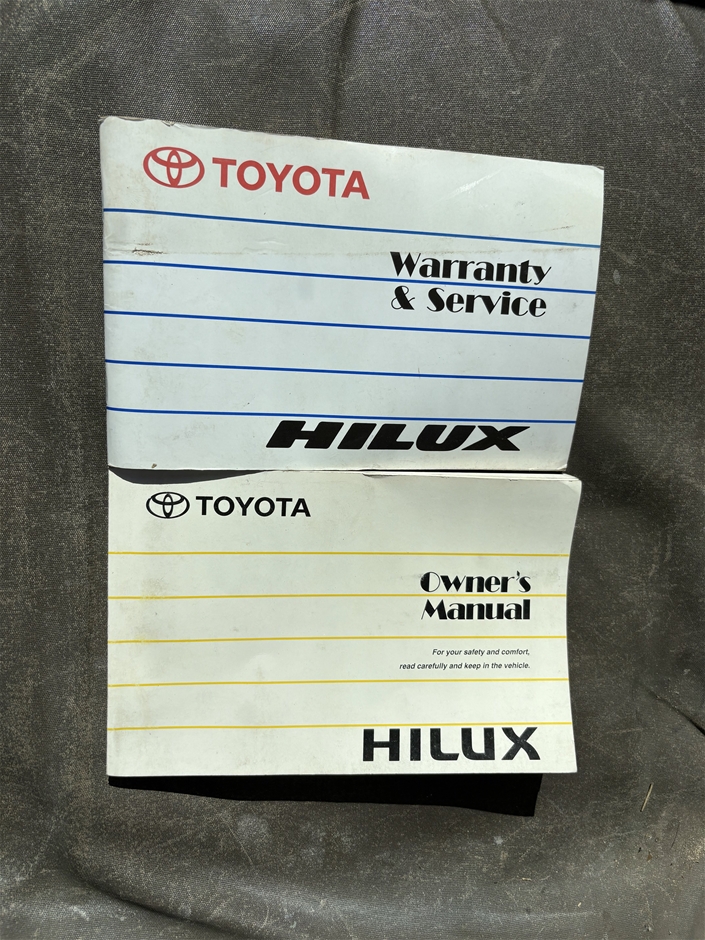 TOYOTA
Warranty
& Service
HILUX
TOYOTA
Owner's
Manual
For your safety and comfort,
read carefully and keep in the vehicle.
HILUX